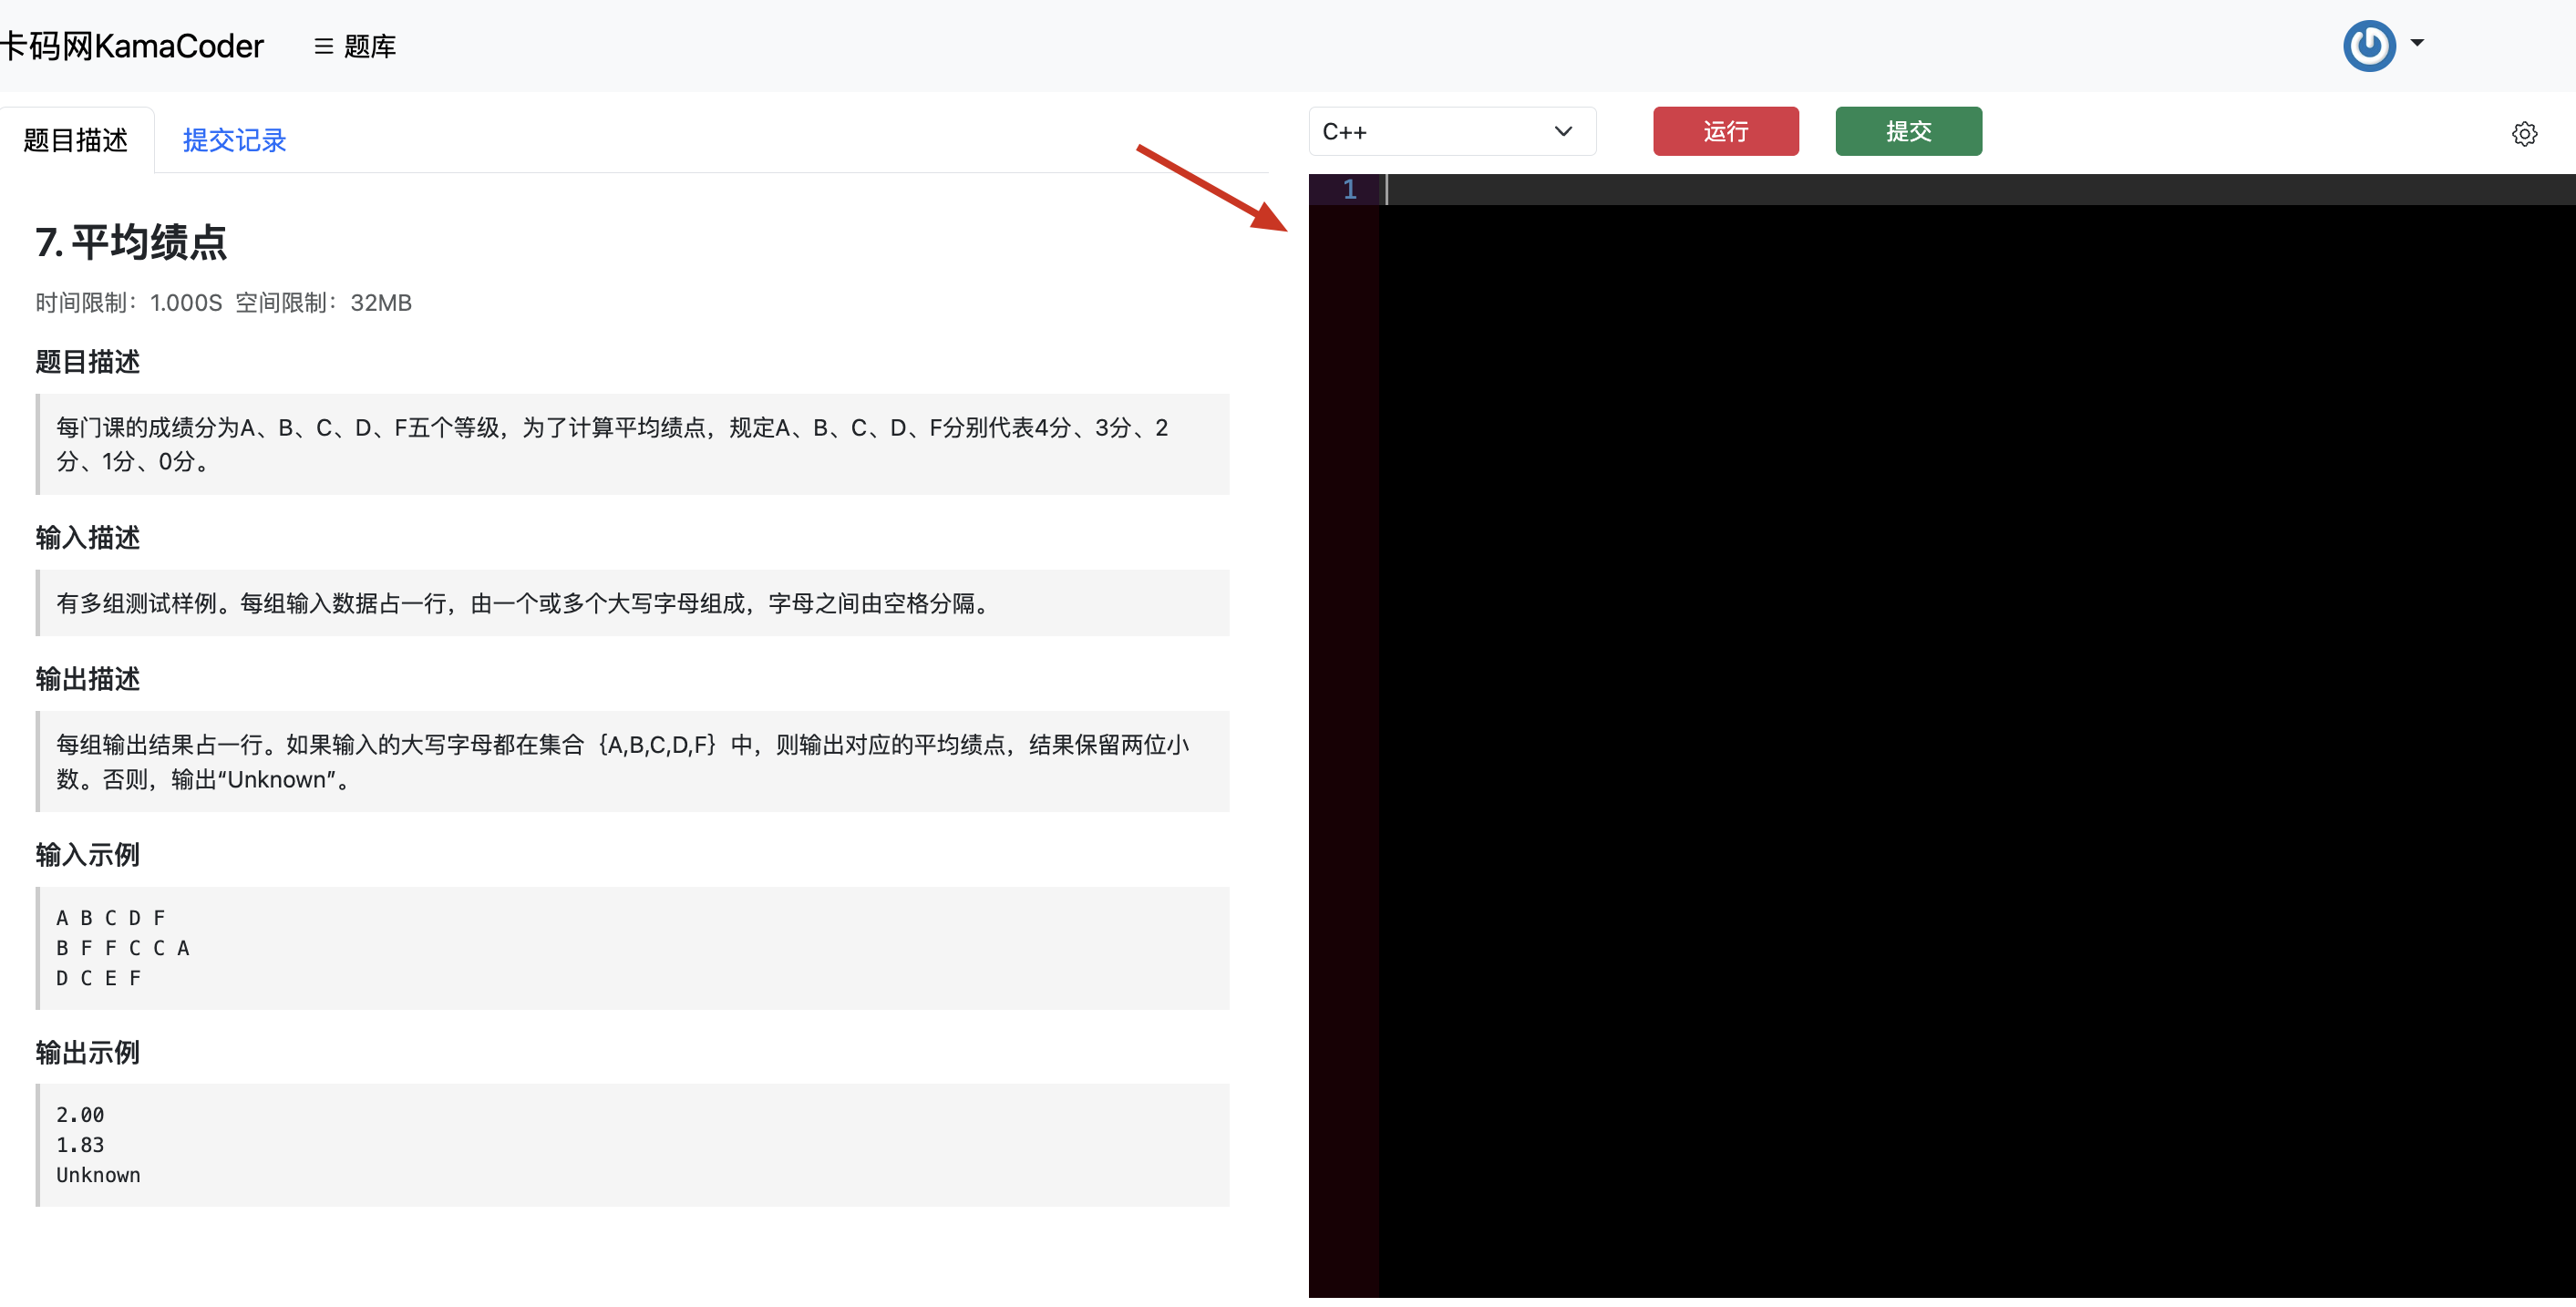 卡码网KamaCoder
题库
题目描述
提交记录
C++
运行
提交
1
7. 平均绩点
时间限制：1.000S 空间限制：32MB
题目描述
每门课的成绩分为A、B、C、D、F五个等级，为了计算平均绩点，规定A、B、C、D、F分别代表4分、3分、2
分、1分、0分。
输入描述
有多组测试样例。每组输入数据占一行，由一个或多个大写字母组成，字母之间由空格分隔。
输出描述
每组输出结果占一行。如果输入的大写字母都在集合｛A,B,C,D,F｝中，则输出对应的平均绩点，结果保留两位小
数。否则，输出“Unknown”。
输入示例
A B C D F
B F F C C A
D C E F
输出示例
2.00
1.83
Unknown